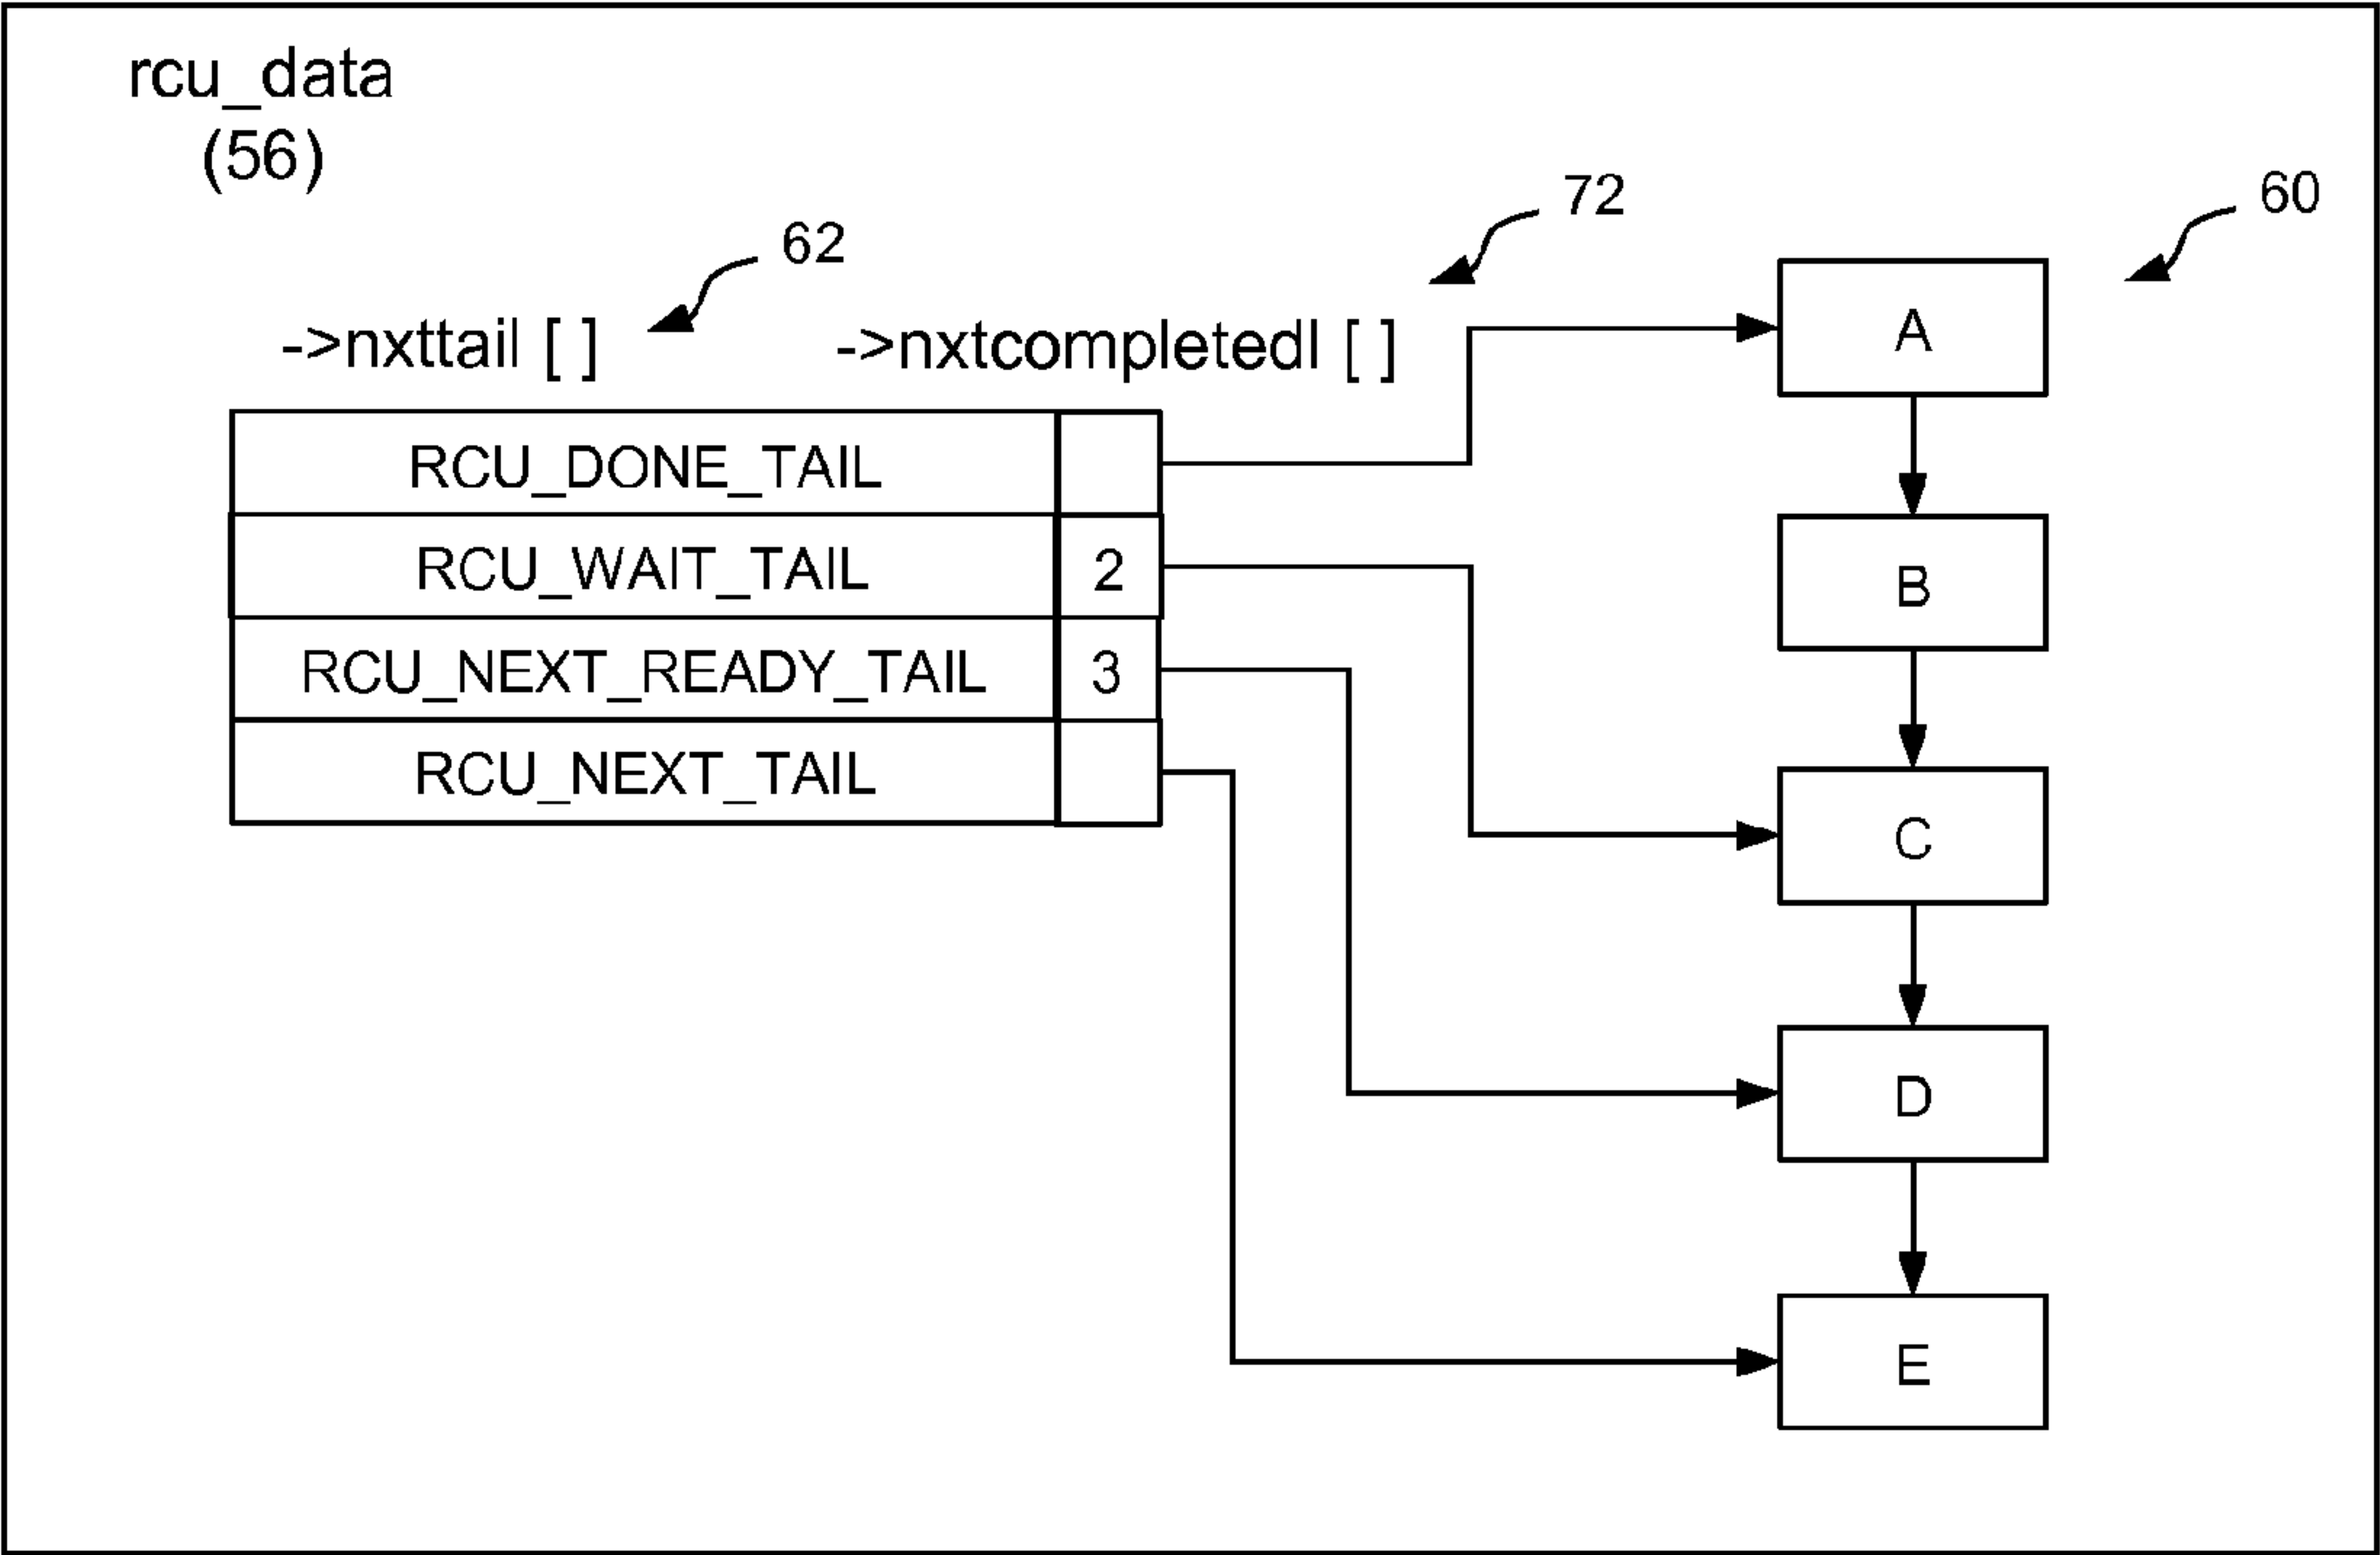 rcu_data
(56)
62
72
60
->nxttail [ ]
->nxtcompletedl [ ]
RCU_DONE_TAIL
RCU_WAIT_TAIL 2
RCU_NEXT_READY_TAIL 3
RCU_NEXT_TAIL
A
B
C
D
E